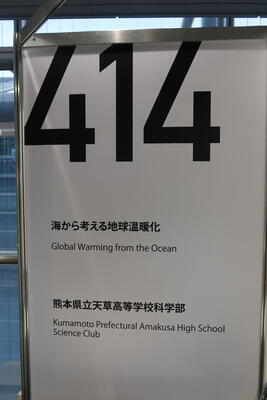 414
海から考える地球温暖化
Global Warming from the Ocean
熊本県立天草高等学校科学部
Kumamoto Prefectural Amakusa High School
Science Club